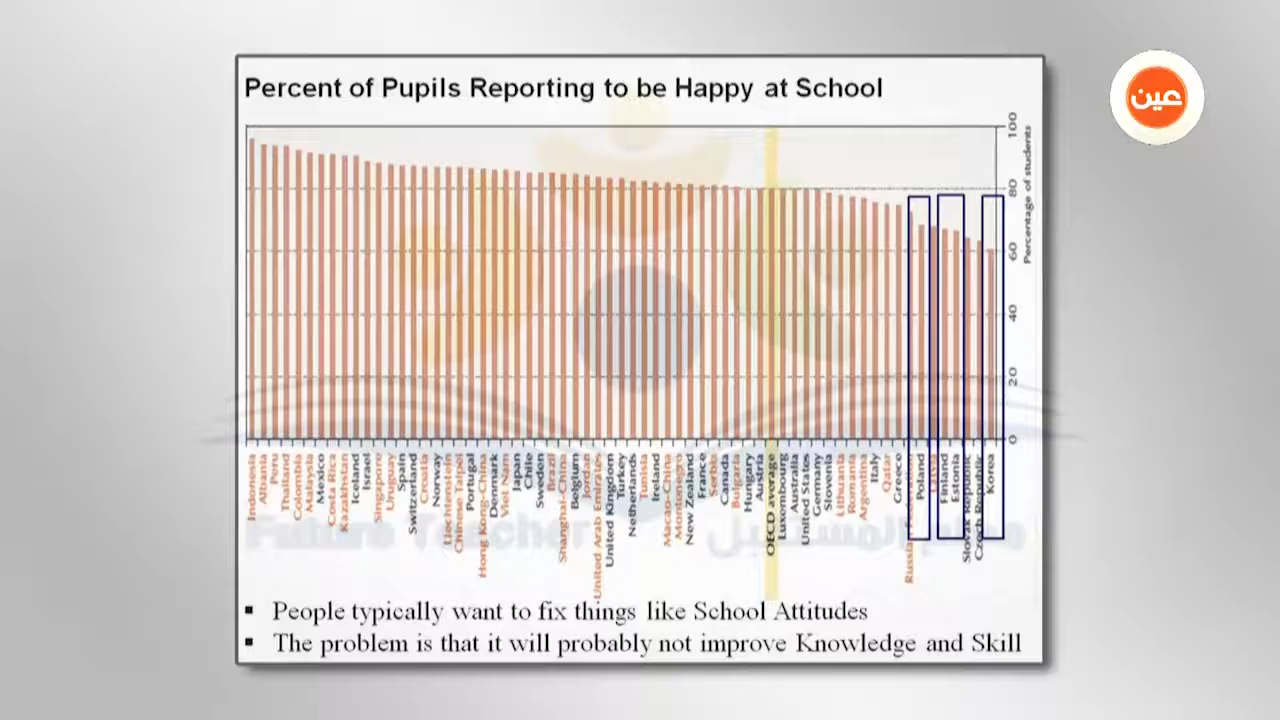 Percent of Pupils Reporting to be Happy at School
عين
100
80
60
40
20
0
Percentage of students
Indonesia
Albania
Peru
Thailand
Colombia
Malaysia
Mexico
Costa Rica
Kazakhstan
Iceland
Israel
Singapore
Uruguay
Spain
Switzerland
Croatia
Norway
Liechtenstein
Chinese Taipei
Portugal
Hong Kong-China
Denmark
Viet Nam
Japan
Chile
Sweden
Brazil
Shanghai-China
Belgium
Jordan
United Arab Emirates
United Kingdom
Turkey
Netherlands
Tunisia
Ireland
Macao-China
Montenegro
New Zealand
France
Serbia
Canada
Bulgaria
Hungary
Austria
OECD average
Luxembourg
Australia
United States
Germany
Slovenia
Lithuania
Romania
Argentina
Italy
Qatar
Greece
Russian
Poland
Latvia
Finland
Estonia
Slovak Republic
Czech Republic
Korea
Future Teacher
معلم المستقبل
▪ People typically want to fix things like School Attitudes
▪ The problem is that it will probably not improve Knowledge and Skill